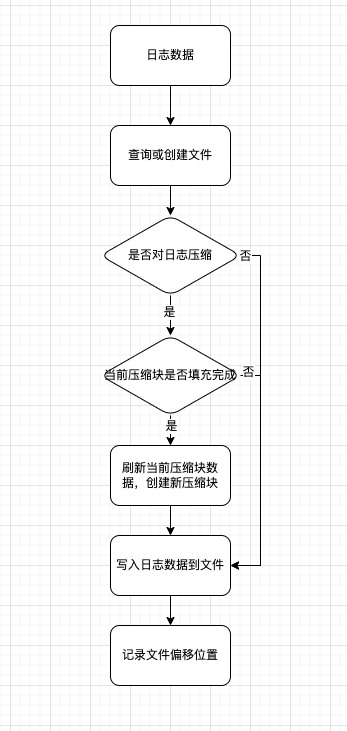 日志数据
查询或创建文件
是否对日志压缩
否
是
当前压缩块是否填充完成
否
是
刷新当前压缩块数
据，创建新压缩块
写入日志数据到文件
记录文件偏移位置